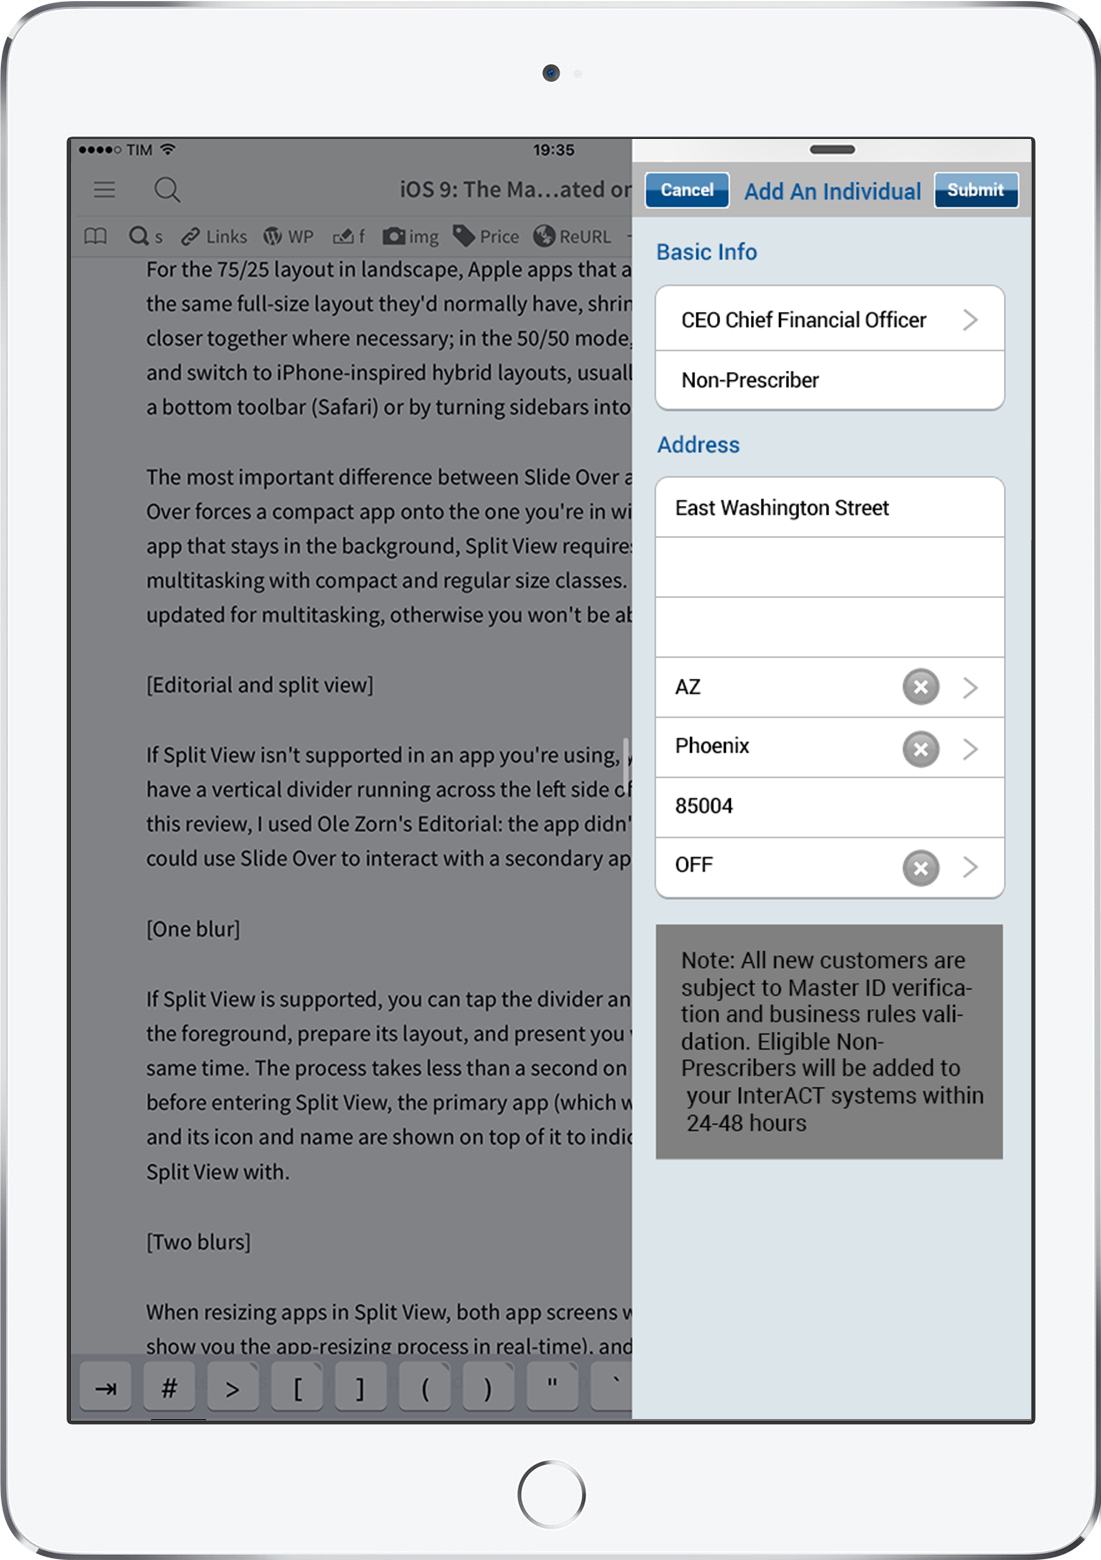 TIM
19:35
iOS 9: The Ma…ated or
s Links WP f img Price ReURL
For the 75/25 layout in landscape, Apple apps that a
the same full-size layout they'd normally have, shrin
closer together where necessary; in the 50/50 mode,
and switch to iPhone-inspired hybrid layouts, usuall
a bottom toolbar (Safari) or by turning sidebars into
The most important difference between Slide Over a
Over forces a compact app onto the one you're in wi
app that stays in the background, Split View requires
multitasking with compact and regular size classes.
updated for multitasking, otherwise you won't be ab
[Editorial and split view]
If Split View isn't supported in an app you're using, y
have a vertical divider running across the left side of
this review, I used Ole Zorn's Editorial: the app didn'
could use Slide Over to interact with a secondary ap
[One blur]
If Split View is supported, you can tap the divider an
the foreground, prepare its layout, and present you w
same time. The process takes less than a second on
before entering Split View, the primary app (which w
and its icon and name are shown on top of it to indic
Split View with.
[Two blurs]
When resizing apps in Split View, both app screens w
show you the app-resizing process in real-time), and
# > [ ] ( ) " `
Cancel
Add An Individual
Submit
Basic Info
CEO Chief Financial Officer
Non-Prescriber
Address
East Washington Street
AZ
Phoenix
85004
OFF
Note: All new customers are
subject to Master ID verifica-
tion and business rules vali-
dation. Eligible Non-
Prescribers will be added to
your InterACT systems within
24-48 hours